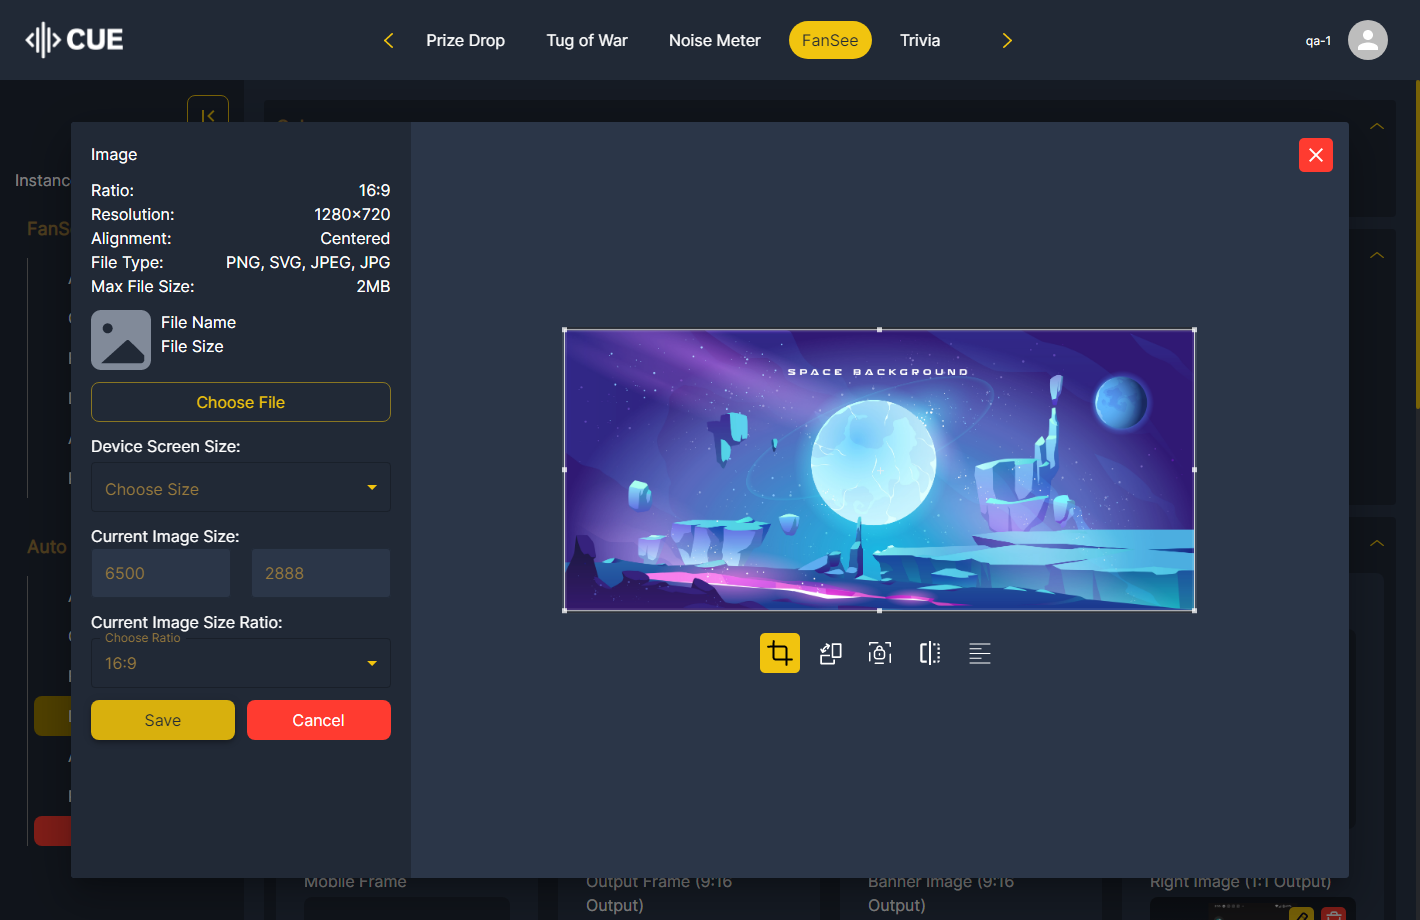 CUE
Prize Drop
Tug of War
Noise Meter
FanSee
Trivia
qa-1
Image
Ratio:
16:9
Resolution:
1280×720
Alignment:
Centered
File Type:
PNG, SVG, JPEG, JPG
Max File Size:
2MB
File Name
File Size
Choose File
Device Screen Size:
Choose Size
Current Image Size:
6500
2888
Current Image Size Ratio:
Choose Ratio
16:9
Save
Cancel
SPACE BACKGROUND
Mobile Frame
Output Frame (9:16
Output)
Banner Image (9:16
Output)
Right Image (1:1 Output)